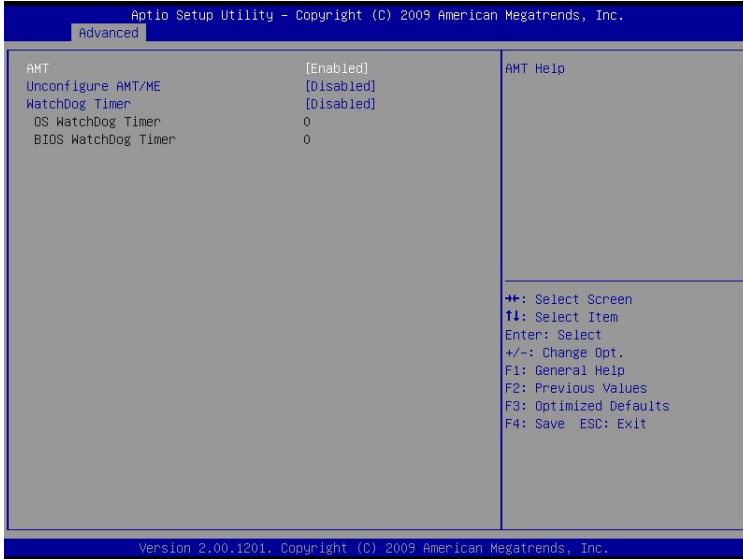 Aptio Setup Utility – Copyright (C) 2009 American Megatrends, Inc.
Advanced
AMT [Enabled]
Unconfigure AMT/ME [Disabled]
WatchDog Timer [Disabled]
OS WatchDog Timer 0
BIOS WatchDog Timer 0
AMT Help
→←: Select Screen
↑↓: Select Item
Enter: Select
+/-: Change Opt.
F1: General Help
F2: Previous Values
F3: Optimized Defaults
F4: Save ESC: Exit
Version 2.00.1201. Copyright (C) 2009 American Megatrends, Inc.